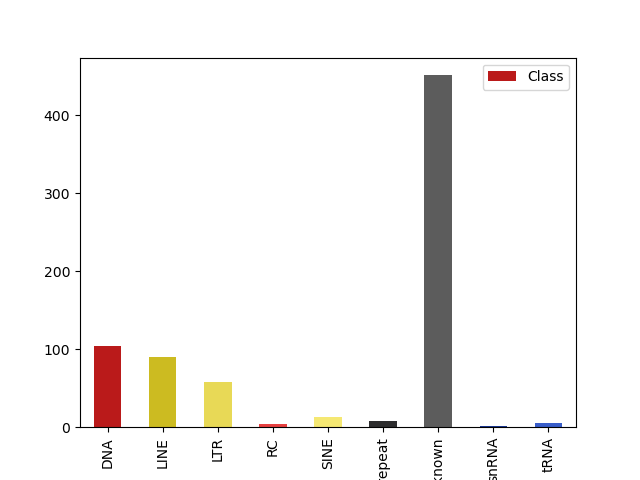 Class
400
300
200
100
0
DNA
LINE
LTR
RC
SINE
repeat
known
snRNA
tRNA